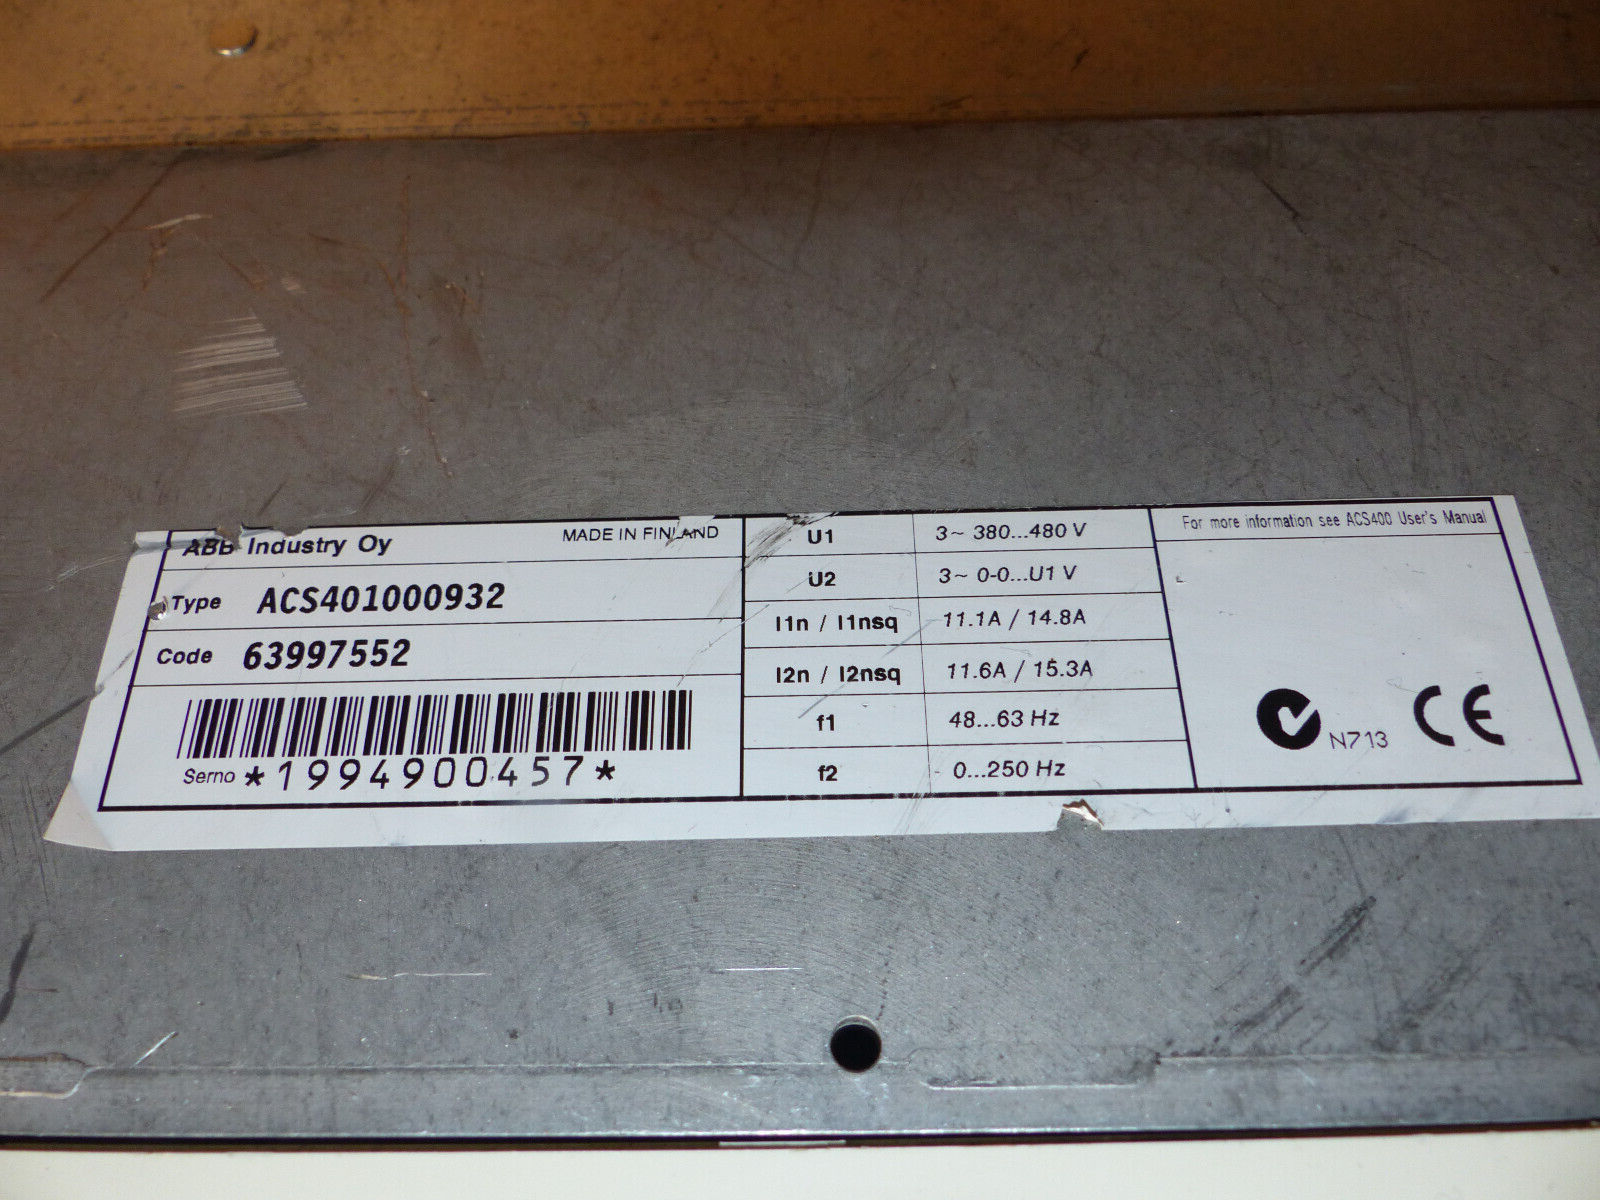 ABB Industry Oy
MADE IN FINLAND
Type ACS401000932
Code 63997552
Serno *1994900457*
U1 3~ 380...480 V
U2 3~ 0-0...U1 V
I1n / I1nsq 11.1A / 14.8A
I2n / I2nsq 11.6A / 15.3A
f1 48...63 Hz
f2 0...250 Hz
For more information see ACS400 User's Manual
N713
CE